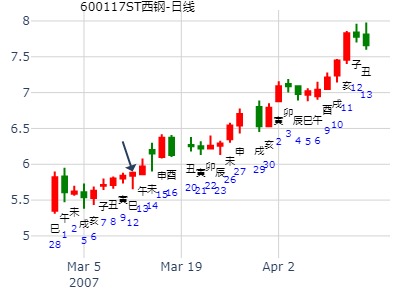 600117ST西钢-日线
8
7.5
7
6.5
6
5.5
5
巳
28
午
1
未
2
戌
5
亥
6
子
7
丑
8
寅
9
巳
12
午
13
未
14
申
15
酉
16
丑
20
寅
21
卯
22
辰
23
未
26
申
27
戌
29
亥
30
寅
2
卯
3
辰
4
巳
5
午
6
酉
9
戌
10
亥
11
子
12
丑
13
Mar 5
2007
Mar 19
Apr 2